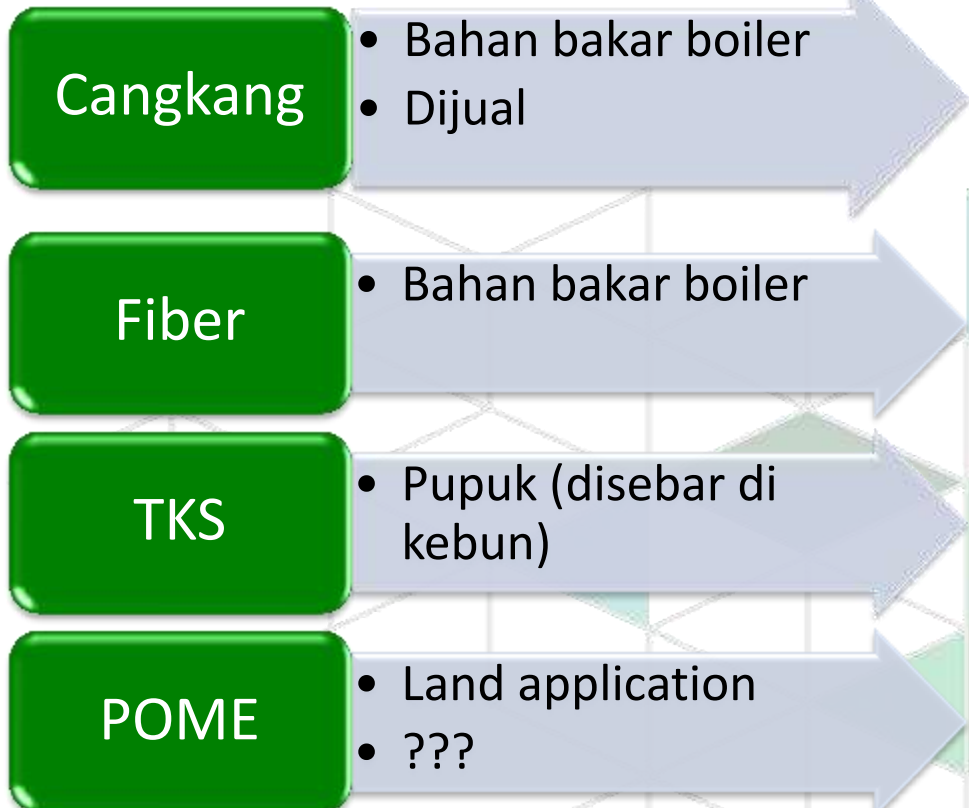 Cangkang
• Bahan bakar boiler
• Dijual
Fiber
• Bahan bakar boiler
TKS
• Pupuk (disebar di
kebun)
POME
• Land application
• ???